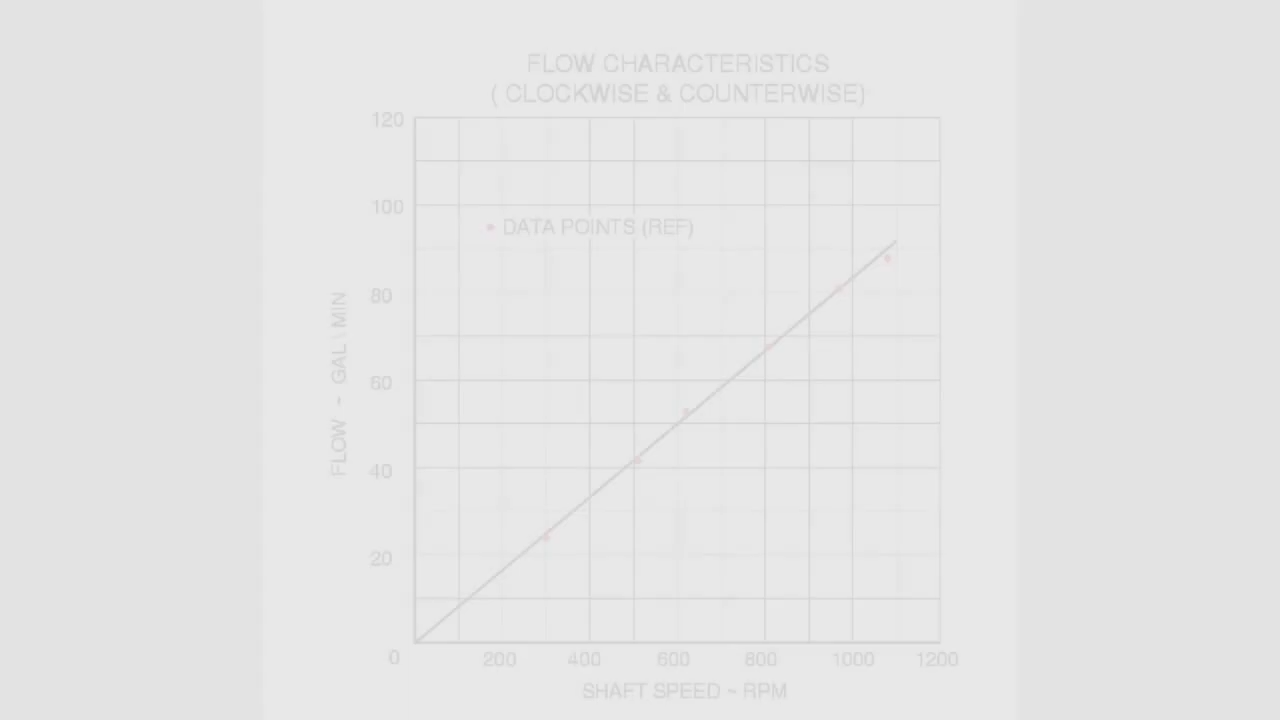 FLOW CHARACTERISTICS
( CLOCKWISE & COUNTERWISE)
120
100
DATA POINTS (REF)
80
60
40
20
FLOW ~ GAL \ MIN
0 200 400 600 800 1000 1200
SHAFT SPEED ~ RPM